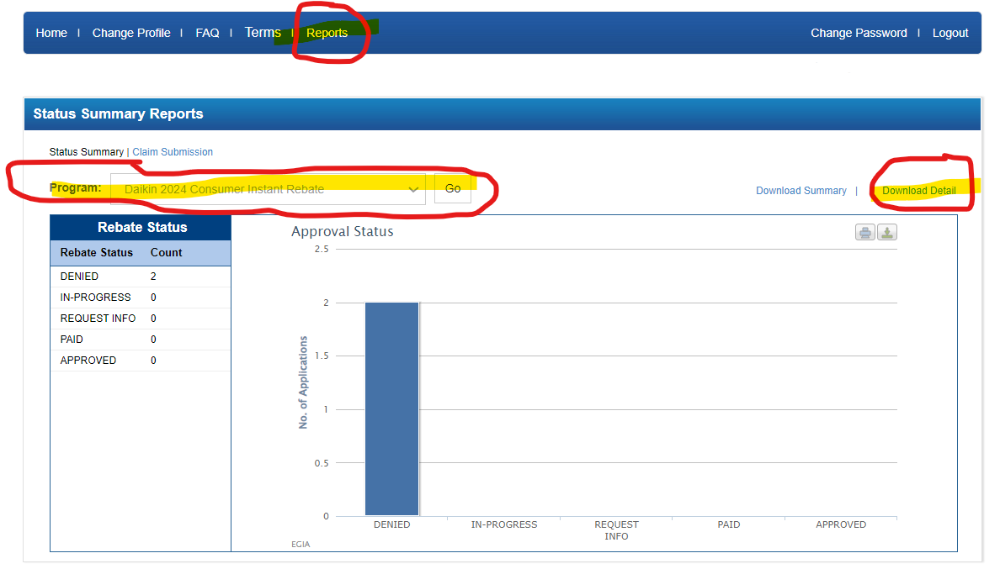 Home | Change Profile | FAQ | Terms | Reports Change Password | Logout
Status Summary Reports
Status Summary | Claim Submission
Program: Daikin 2024 Consumer Instant Rebate Go Download Summary | Download Detail
Rebate Status
Rebate Status Count
DENIED 2
IN-PROGRESS 0
REQUEST INFO 0
PAID 0
APPROVED 0
Approval Status
No. of Applications
2.5
2
1.5
1
0.5
0
DENIED IN-PROGRESS REQUEST INFO PAID APPROVED
EGIA